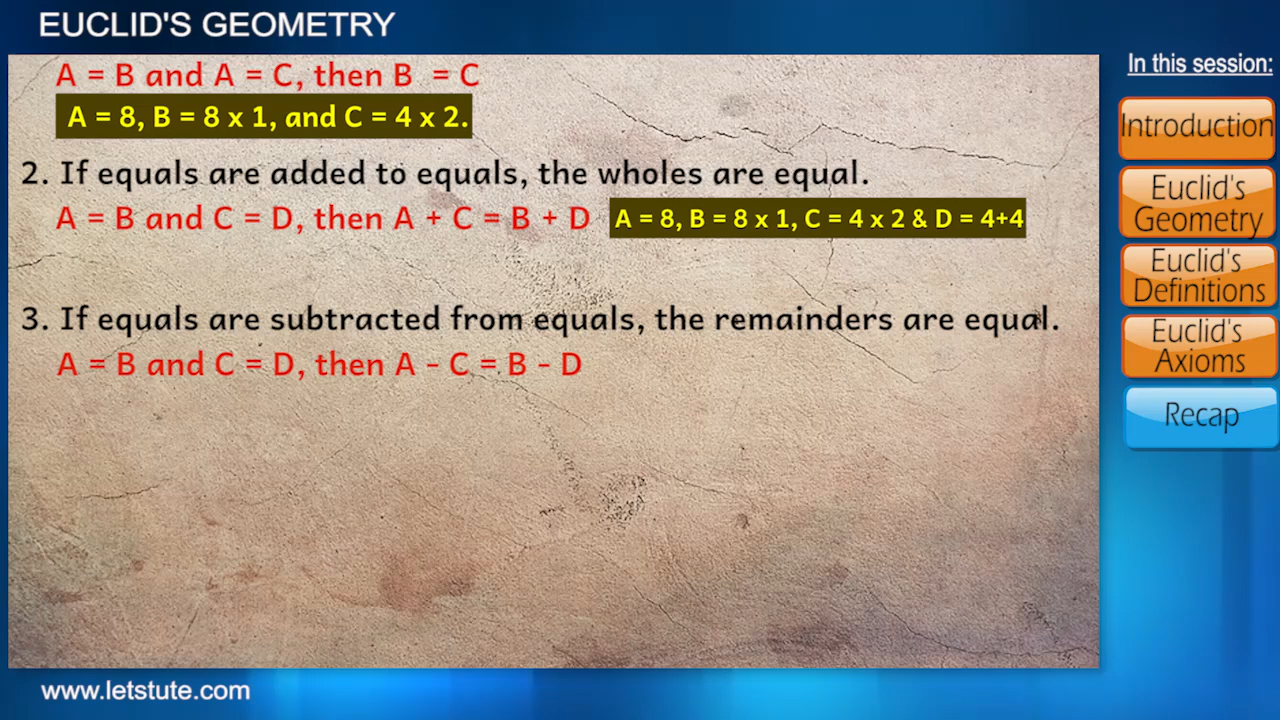 EUCLID'S GEOMETRY
In this session:
A = B and A = C, then B = C
A = 8, B = 8 x 1, and C = 4 x 2.
2. If equals are added to equals, the wholes are equal.
A = B and C = D, then A + C = B + D
A = 8, B = 8 x 1, C = 4 x 2 & D = 4+4
3. If equals are subtracted from equals, the remainders are equal.
A = B and C = D, then A - C = B - D
Introduction
Euclid's
Geometry
Euclid's
Definitions
Euclid's
Axioms
Recap
www.letstute.com